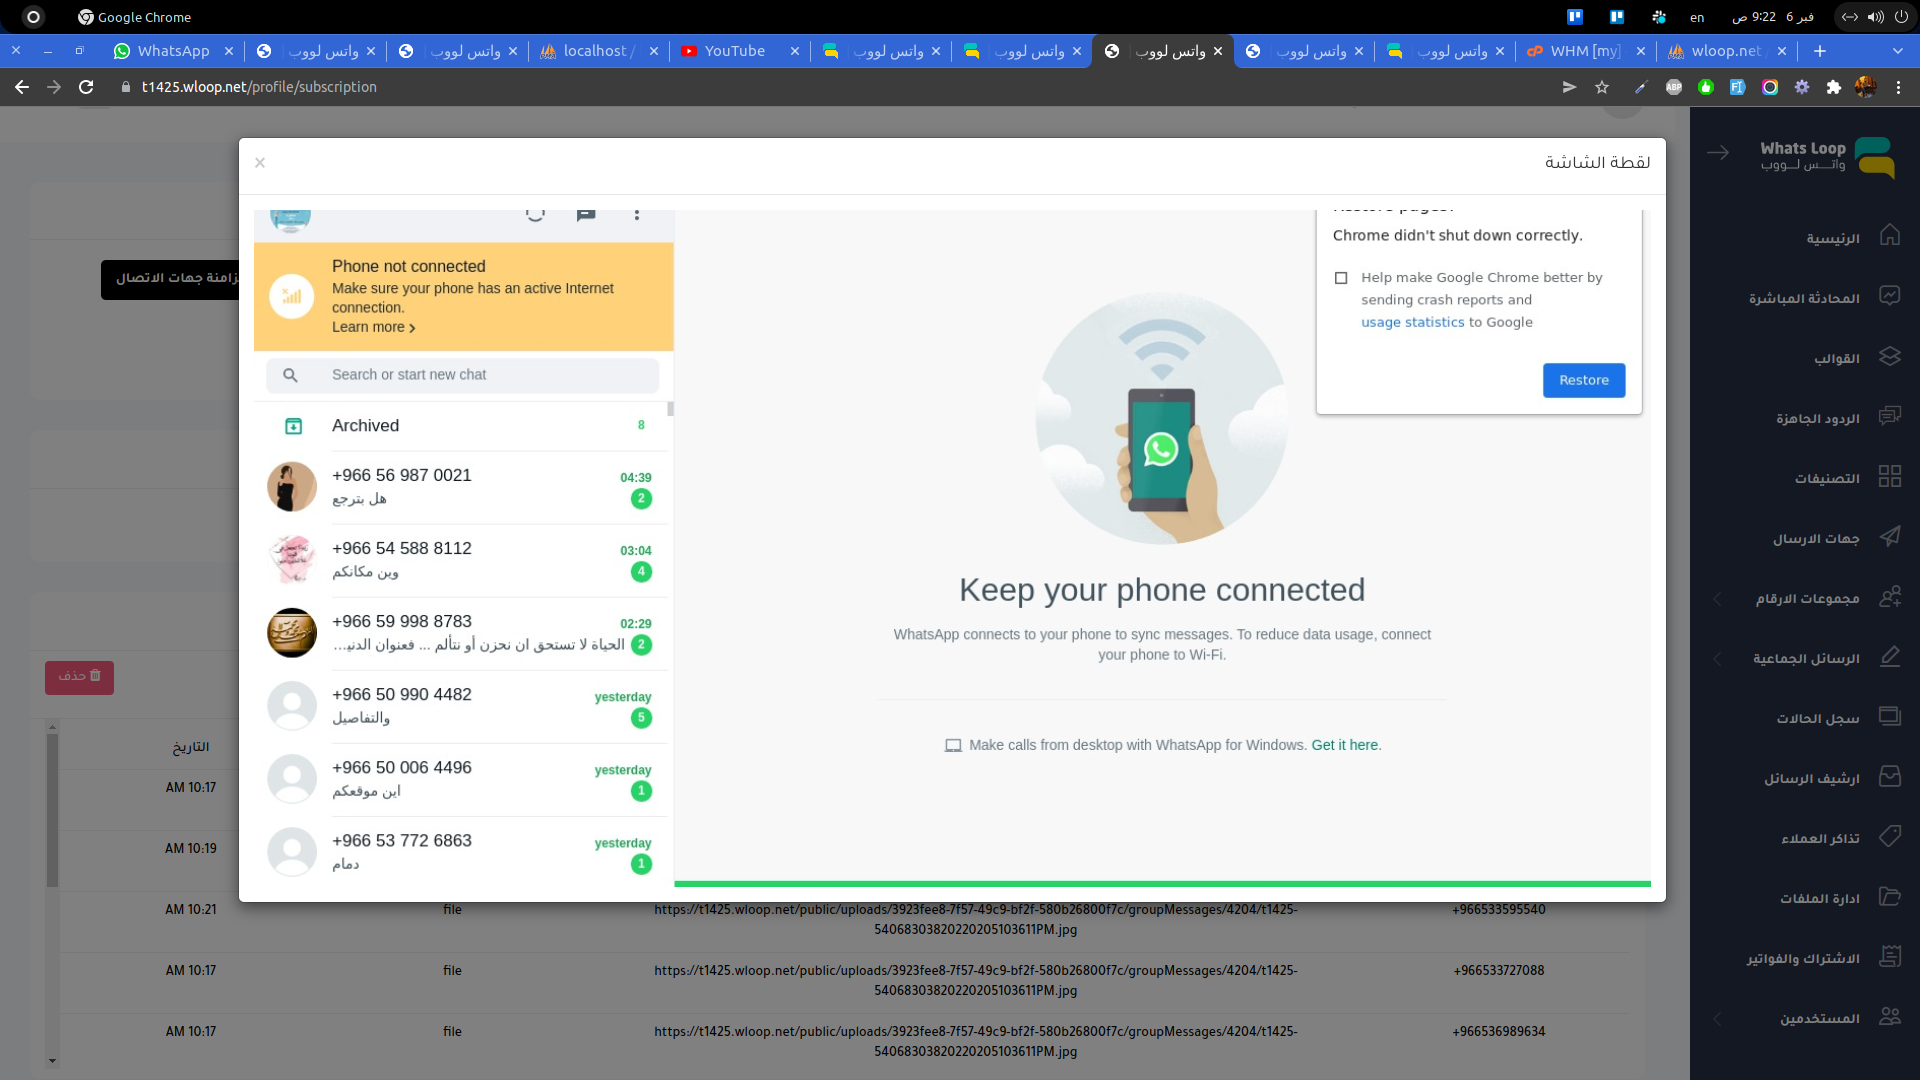 Google Chrome
en
فبر 6 9:22 ص
WhatsApp
واتس لووب
واتس لووب
localhost /
YouTube
واتس لووب
واتس لووب
واتس لووب
واتس لووب
واتس لووب
WHM [my]
wloop.net
t1425.wloop.net/profile/subscription
Whats Loop
واتـــس لـــووب
الرئيسية
المحادثة المباشرة
القوالب
الردود الجاهزة
التصنيفات
جهات الارسال
مجموعات الارقام
الرسائل الجماعية
سجل الحالات
ارشيف الرسائل
تذاكر العملاء
ادارة الملفات
الاشتراك والفواتير
المستخدمين
لقطة الشاشة
×
Phone not connected
Make sure your phone has an active Internet
connection.
Learn more
Search or start new chat
Archived 8
+966 56 987 0021 04:39
هل بترجع 2
+966 54 588 8112 03:04
وين مكانكم 4
+966 59 998 8783 02:29
الحياة لا تستحق ان نحزن أو نتألم ... فعنوان الدنيـ... 2
+966 50 990 4482 yesterday
والتفاصيل 5
+966 50 006 4496 yesterday
اين موقعكم 1
+966 53 772 6863 yesterday
دمام 1
Chrome didn't shut down correctly.
Help make Google Chrome better by
sending crash reports and
usage statistics to Google
Restore
Keep your phone connected
WhatsApp connects to your phone to sync messages. To reduce data usage, connect
your phone to Wi-Fi.
Make calls from desktop with WhatsApp for Windows. Get it here.
جهات الاتصال
حذف
التاريخ
10:17 AM
10:19 AM
10:21 AM file https://t1425.wloop.net/public/uploads/3923fee8-7f57-49c9-bf2f-580b26800f7c/groupMessages/4204/t1425- +966533595540
54068303820220205103611PM.jpg
10:17 AM file https://t1425.wloop.net/public/uploads/3923fee8-7f57-49c9-bf2f-580b26800f7c/groupMessages/4204/t1425- +966533727088
54068303820220205103611PM.jpg
10:17 AM file https://t1425.wloop.net/public/uploads/3923fee8-7f57-49c9-bf2f-580b26800f7c/groupMessages/4204/t1425- +966536989634
54068303820220205103611PM.jpg